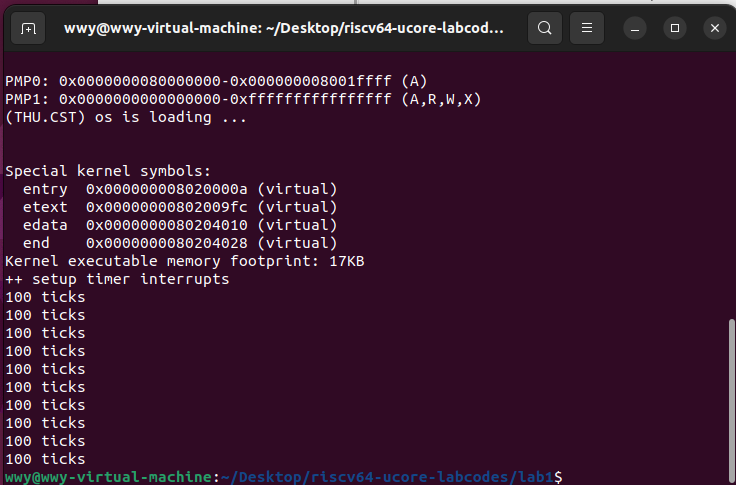 wwy@wwy-virtual-machine: ~/Desktop/riscv64-ucore-labcod...
PMP0: 0x0000000080000000-0x000000008001ffff (A)
PMP1: 0x0000000000000000-0xffffffffffffffff (A,R,W,X)
(THU.CST) os is loading ...
Special kernel symbols:
  entry  0x000000008020000a (virtual)
  etext  0x00000000802009fc (virtual)
  edata  0x0000000080204010 (virtual)
  end    0x0000000080204028 (virtual)
Kernel executable memory footprint: 17KB
++ setup timer interrupts
100 ticks
100 ticks
100 ticks
100 ticks
100 ticks
100 ticks
100 ticks
100 ticks
100 ticks
100 ticks
wwy@wwy-virtual-machine:~/Desktop/riscv64-ucore-labcodes/lab1$